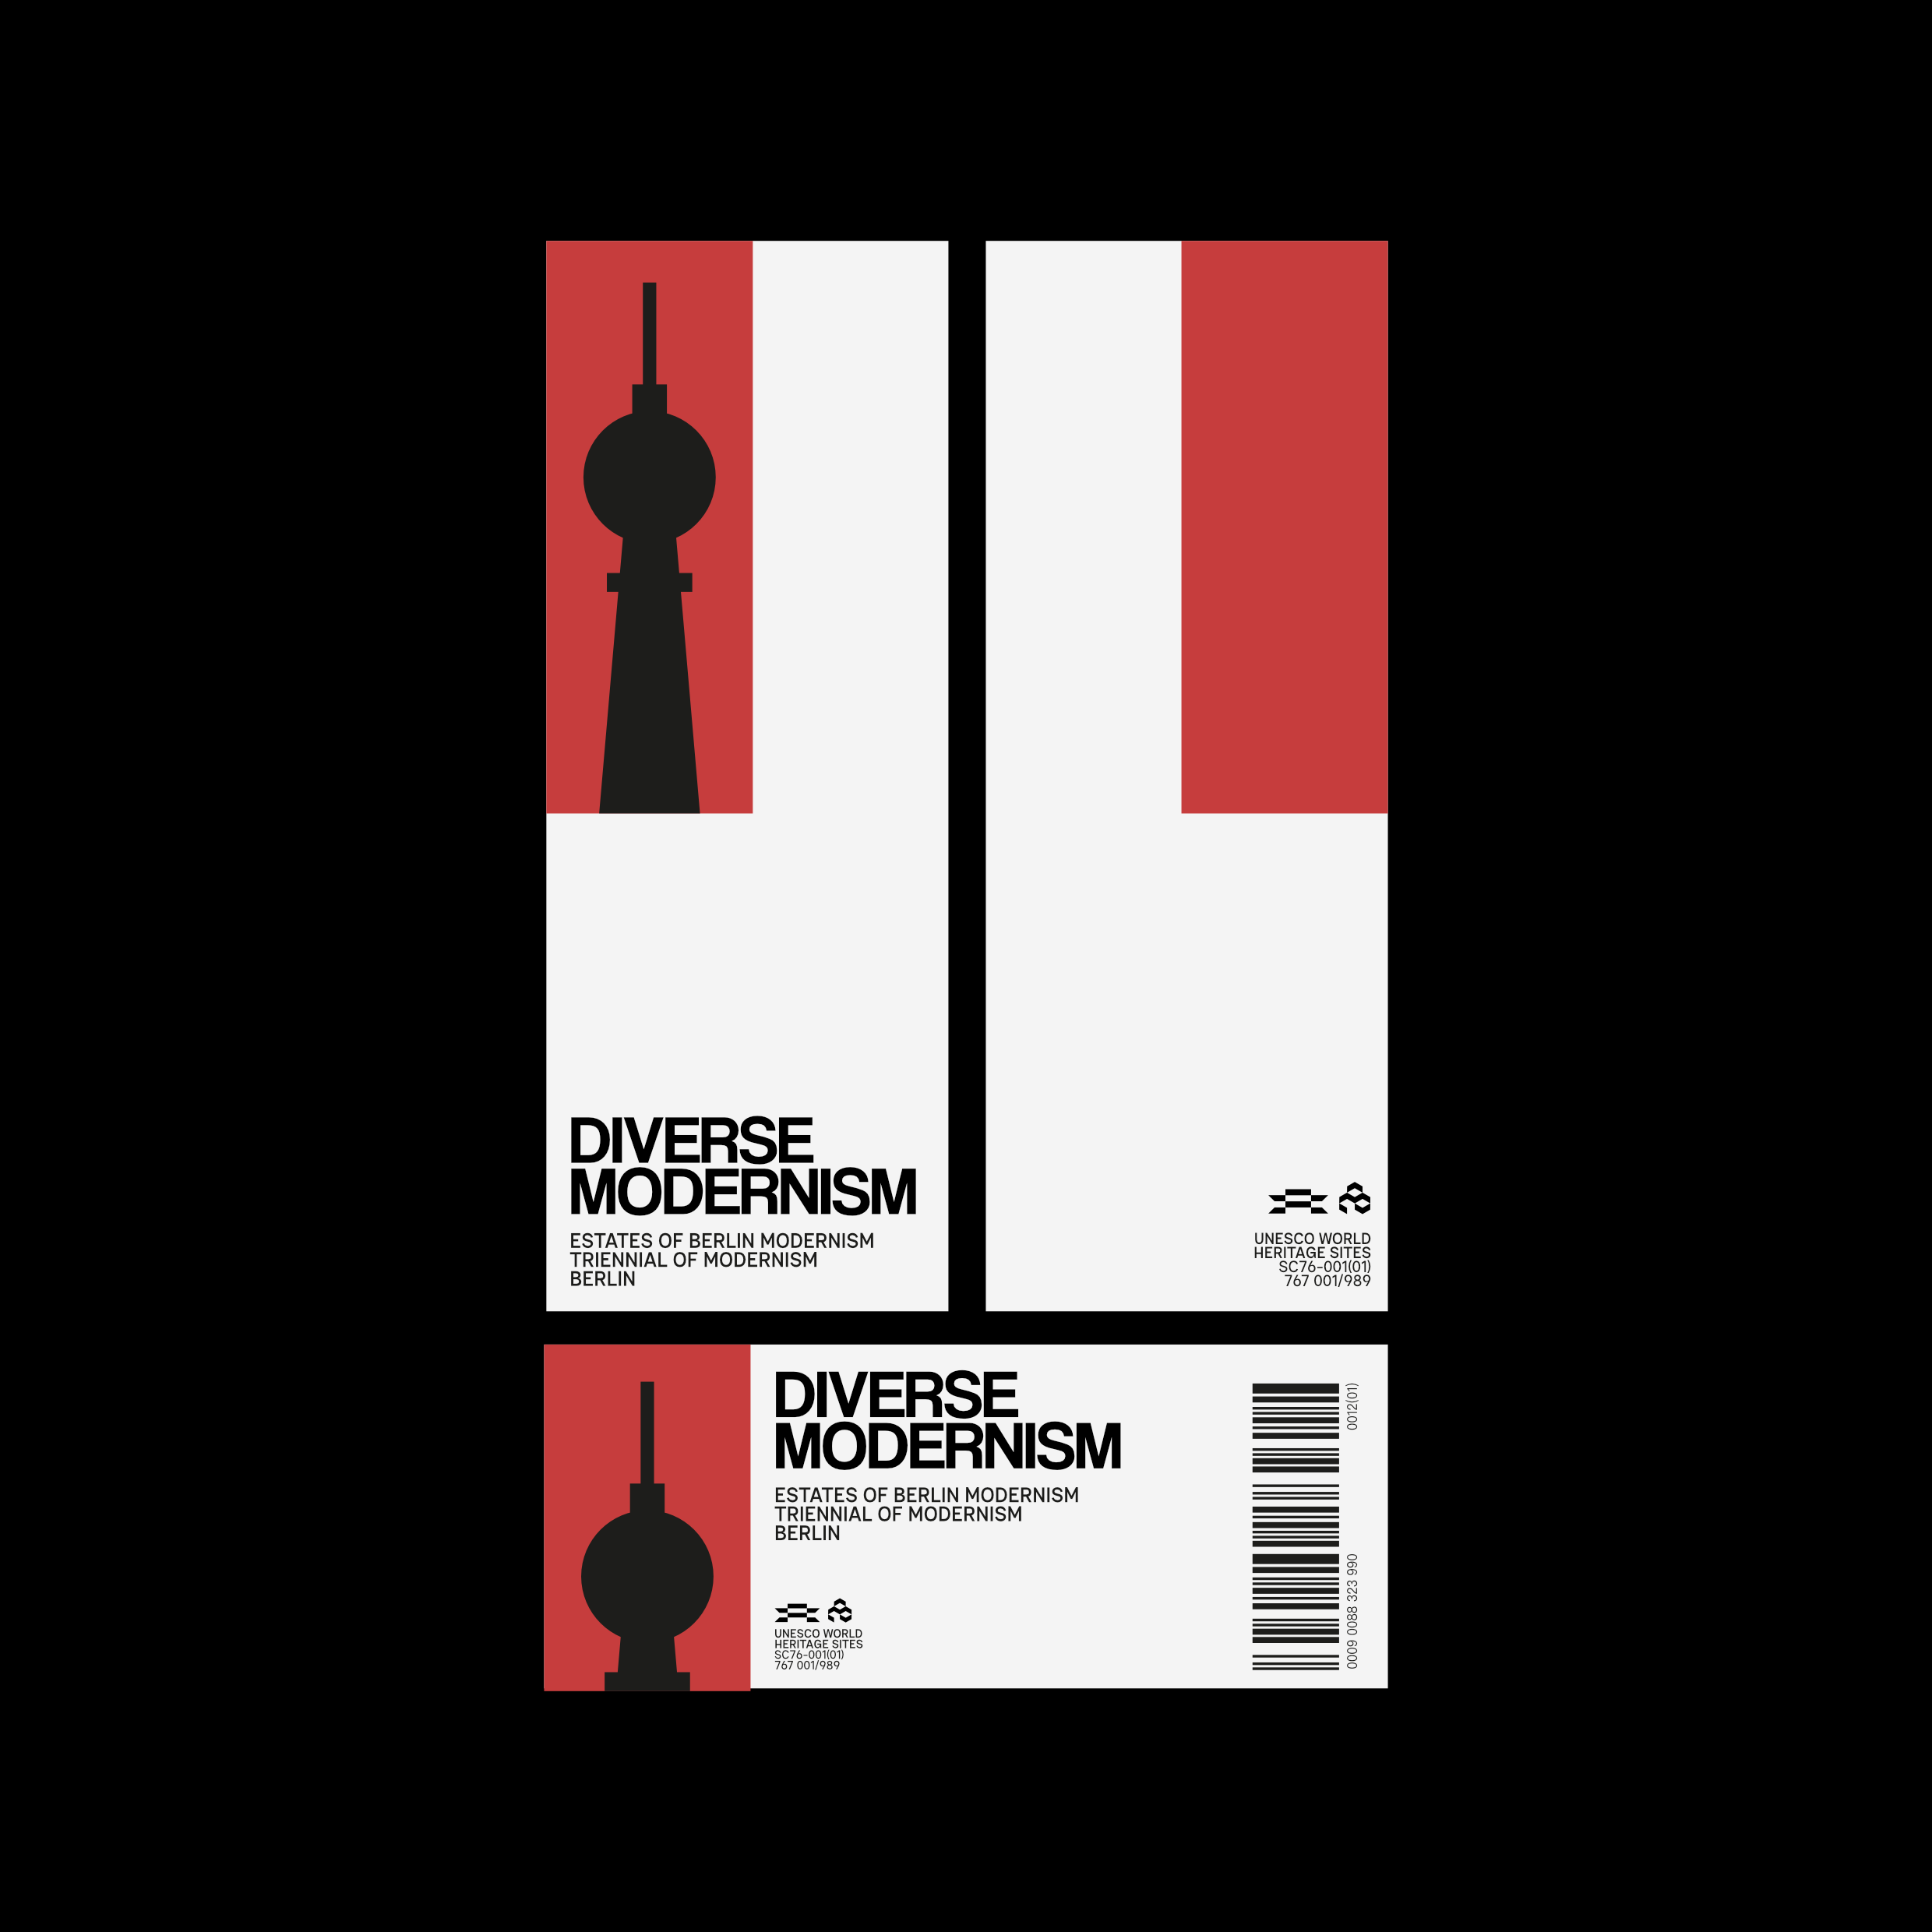 DIVERSE
MODERNISM
ESTATES OF BERLIN MODERNISM
TRIENNIAL OF MODERNISM
BERLIN
UNESCO WORLD
HERITAGE SITES
SC76-001(01)
767 001/989
DIVERSE
MODERNISM
ESTATES OF BERLIN MODERNISM
TRIENNIAL OF MODERNISM
BERLIN
UNESCO WORLD
HERITAGE SITES
SC76-001(01)
767 001/989
0009 0088 323 990
0012(01)